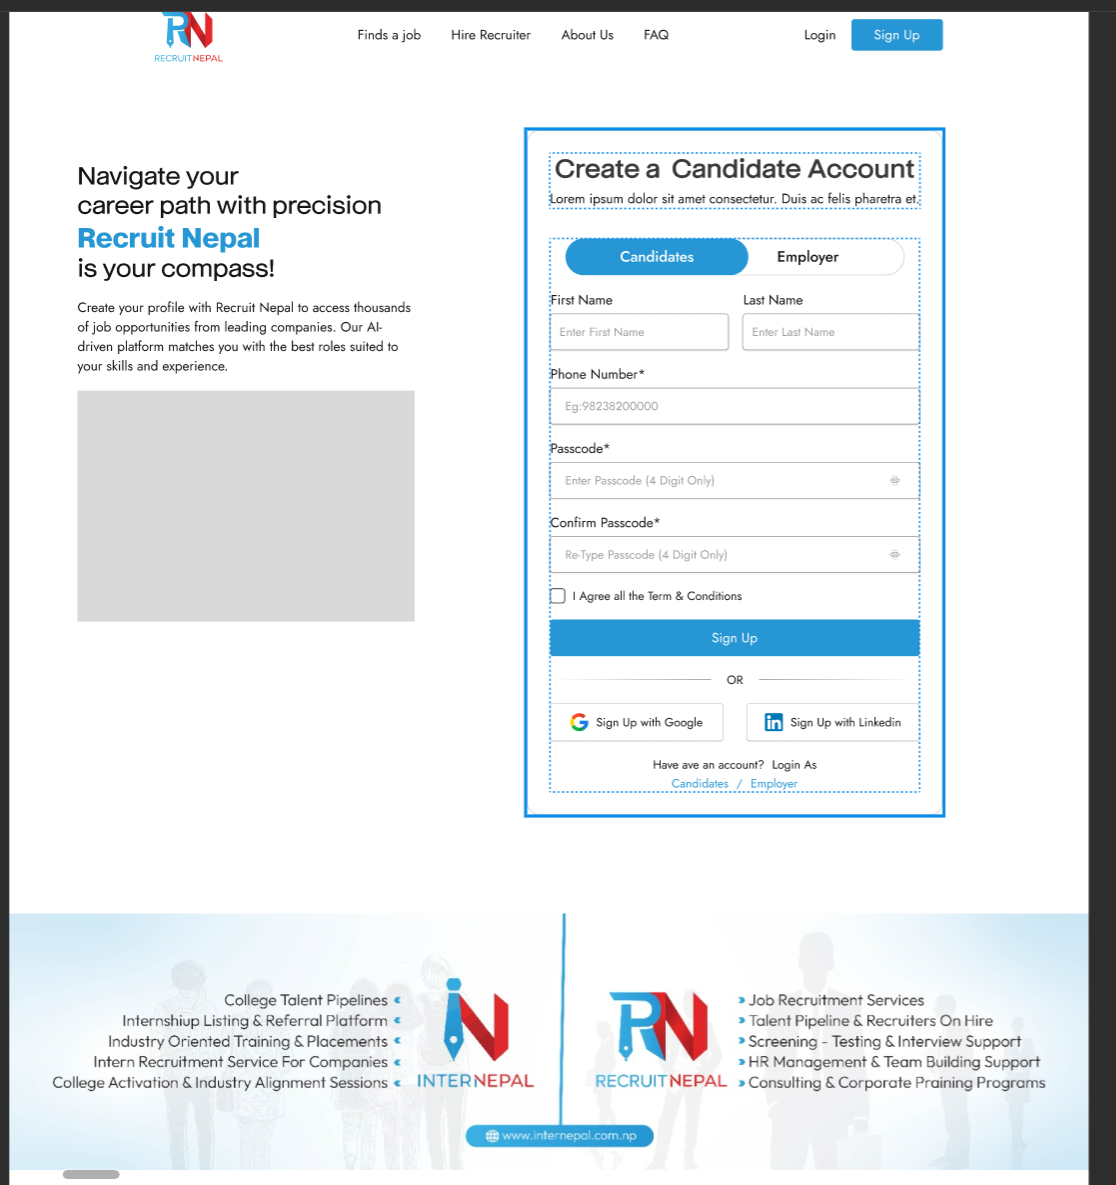 RN
RECRUITNEPAL
Finds a job
Hire Recruiter
About Us
FAQ
Login
Sign Up
Navigate your
career path with precision
Recruit Nepal
is your compass!
Create your profile with Recruit Nepal to access thousands
of job opportunities from leading companies. Our AI-
driven platform matches you with the best roles suited to
your skills and experience.
Create a Candidate Account
Lorem ipsum dolor sit amet consectetur. Duis ac felis pharetra et.
Candidates
Employer
First Name
Last Name
Enter First Name
Enter Last Name
Phone Number*
Eg:98238200000
Passcode*
Enter Passcode (4 Digit Only)
Confirm Passcode*
Re-Type Passcode (4 Digit Only)
I Agree all the Term & Conditions
Sign Up
OR
Sign Up with Google
in Sign Up with Linkedin
Have ave an account? Login As
Candidates / Employer
College Talent Pipelines
Internshiup Listing & Referral Platform
Industry Oriented Training & Placements
Intern Recruitment Service For Companies
College Activation & Industry Alignment Sessions
iN
INTERNEPAL
RN
RECRUITNEPAL
Job Recruitment Services
Talent Pipeline & Recruiters On Hire
Screening - Testing & Interview Support
HR Management & Team Building Support
Consulting & Corporate Praining Programs
www.internepal.com.np